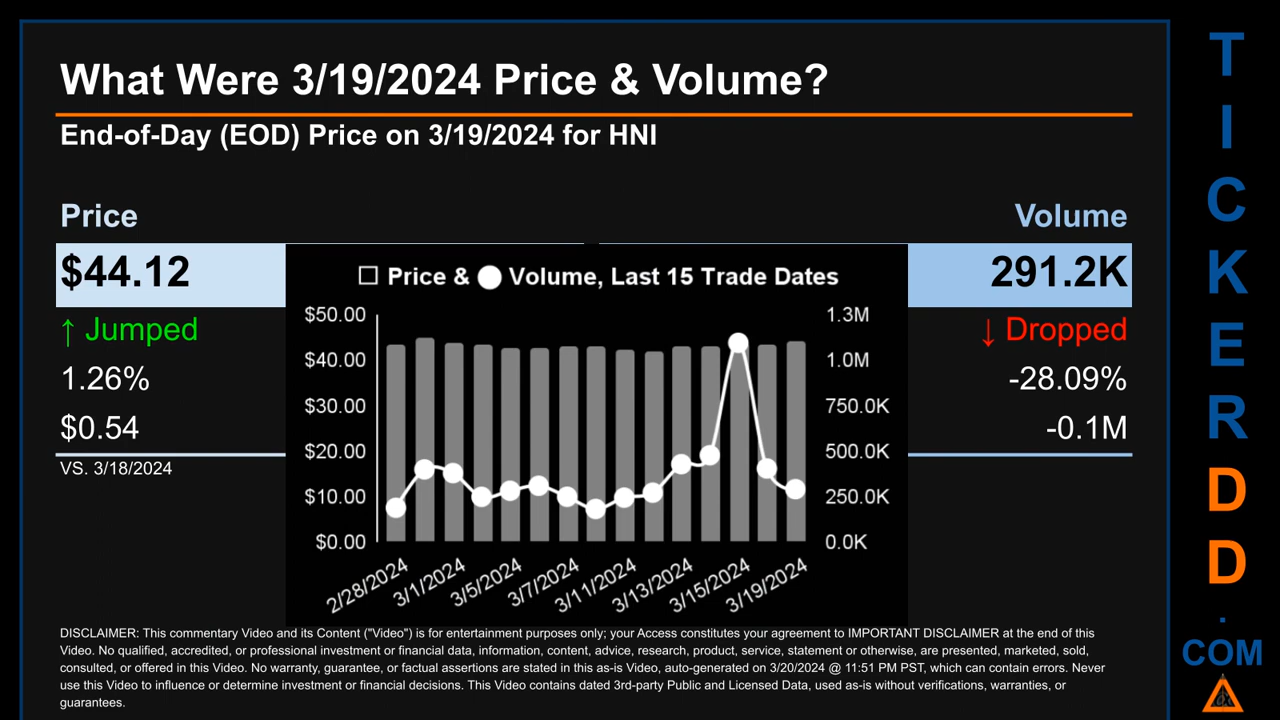 What Were 3/19/2024 Price & Volume?
End-of-Day (EOD) Price on 3/19/2024 for HNI
Price
Volume
$44.12
291.2K
↑ Jumped
↓ Dropped
1.26%
-28.09%
$0.54
-0.1M
VS. 3/18/2024
Price & Volume, Last 15 Trade Dates
$50.00
$40.00
$30.00
$20.00
$10.00
$0.00
1.3M
1.0M
750.0K
500.0K
250.0K
0.0K
2/28/2024
3/1/2024
3/5/2024
3/7/2024
3/11/2024
3/13/2024
3/15/2024
3/19/2024
DISCLAIMER: This commentary Video and its Content ("Video") is for entertainment purposes only; your Access constitutes your agreement to IMPORTANT DISCLAIMER at the end of this
Video. No qualified, accredited, or professional investment or financial data, information, content, advice, research, product, service, statement or otherwise, are presented, marketed, sold,
consulted, or offered in this Video. No warranty, guarantee, or factual assertions are stated in this as-is Video, auto-generated on 3/20/2024 @ 11:51 PM PST, which can contain errors. Never
use this Video to influence or determine investment or financial decisions. This Video contains dated 3rd-party Public and Licensed Data, used as-is without verifications, warranties, or
guarantees.
T
I
C
K
E
R
D
D
.
COM